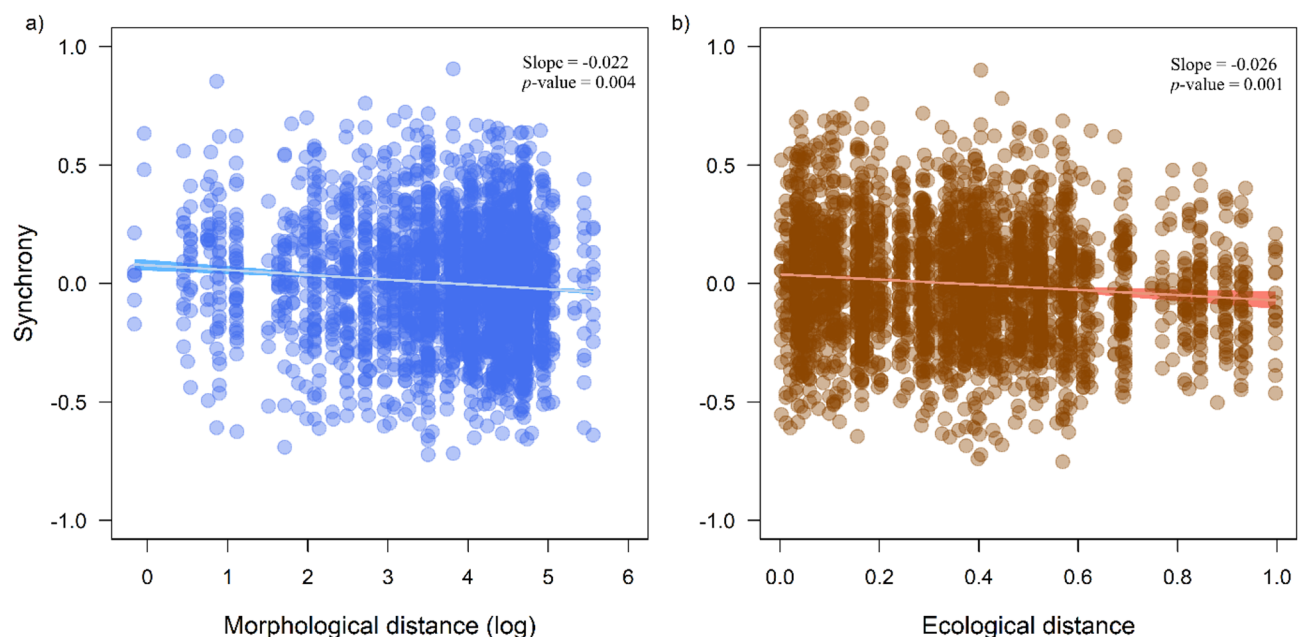 a)
Slope = -0.022
p-value = 0.004
1.0
0.5
0.0
-0.5
-1.0
Synchrony
0 1 2 3 4 5 6
Morphological distance (log)
b)
Slope = -0.026
p-value = 0.001
1.0
0.5
0.0
-0.5
-1.0
0.0 0.2 0.4 0.6 0.8 1.0
Ecological distance